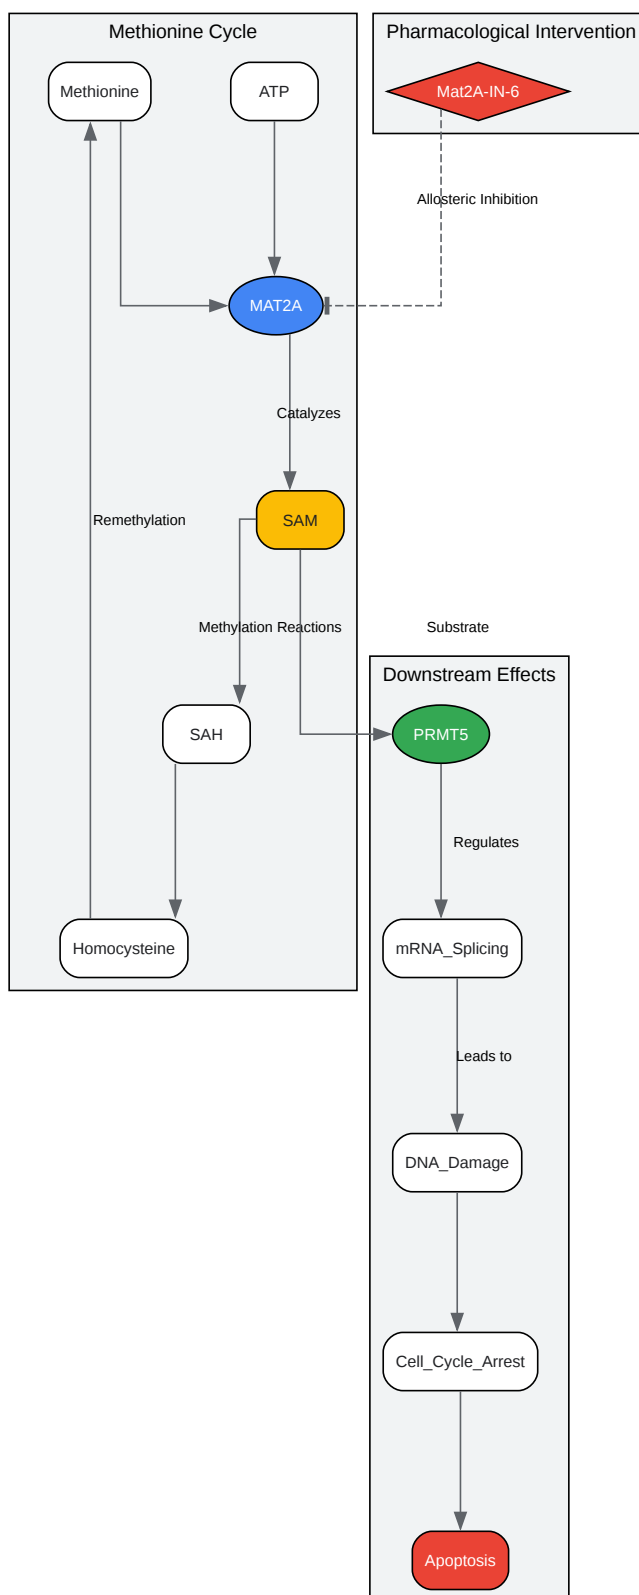 Methionine Cycle
Pharmacological Intervention
Methionine
ATP
Mat2A-IN-6
Allosteric Inhibition
MAT2A
Catalyzes
SAM
Remethylation
Methylation Reactions
Substrate
Downstream Effects
SAH
PRMT5
Regulates
Homocysteine
mRNA_Splicing
Leads to
DNA_Damage
Cell_Cycle_Arrest
Apoptosis